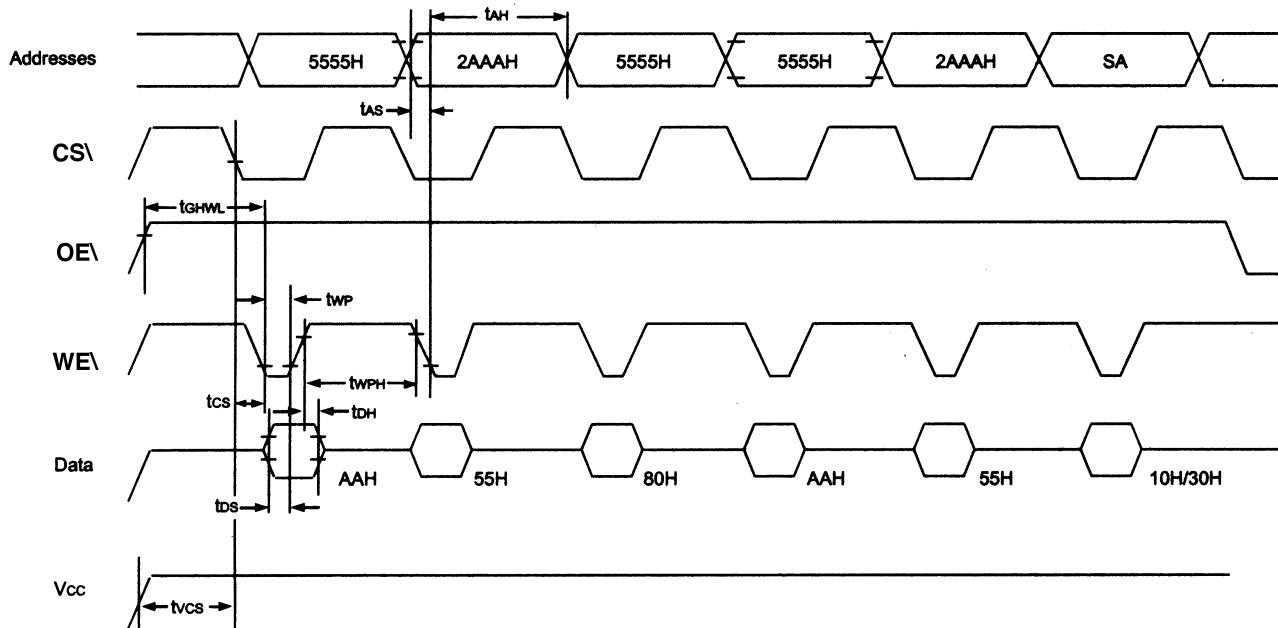 tAH
Addresses 5555H 2AAAH 5555H 5555H 2AAAH SA
tAS
CS\
tGHWL
OE\
tWP
WE\
tWPH
tCS
tDH
Data
AAH 55H 80H AAH 55H 10H/30H
tDS
Vcc
tVCS